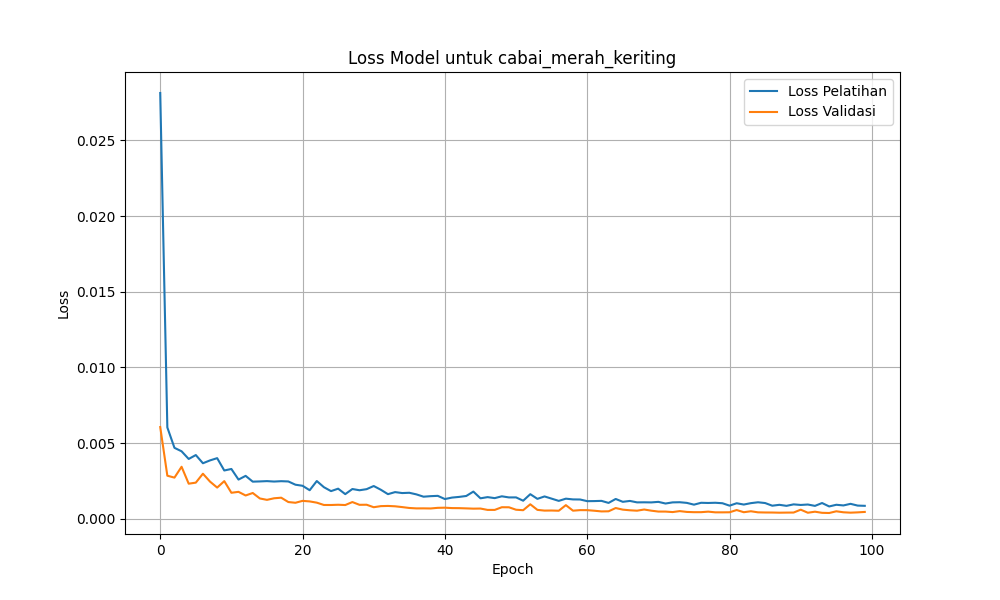 Loss Model untuk cabai_merah_keriting
Loss Pelatihan
Loss Validasi
0.025
0.020
0.015
0.010
0.005
0.000
Loss
0 20 40 60 80 100
Epoch